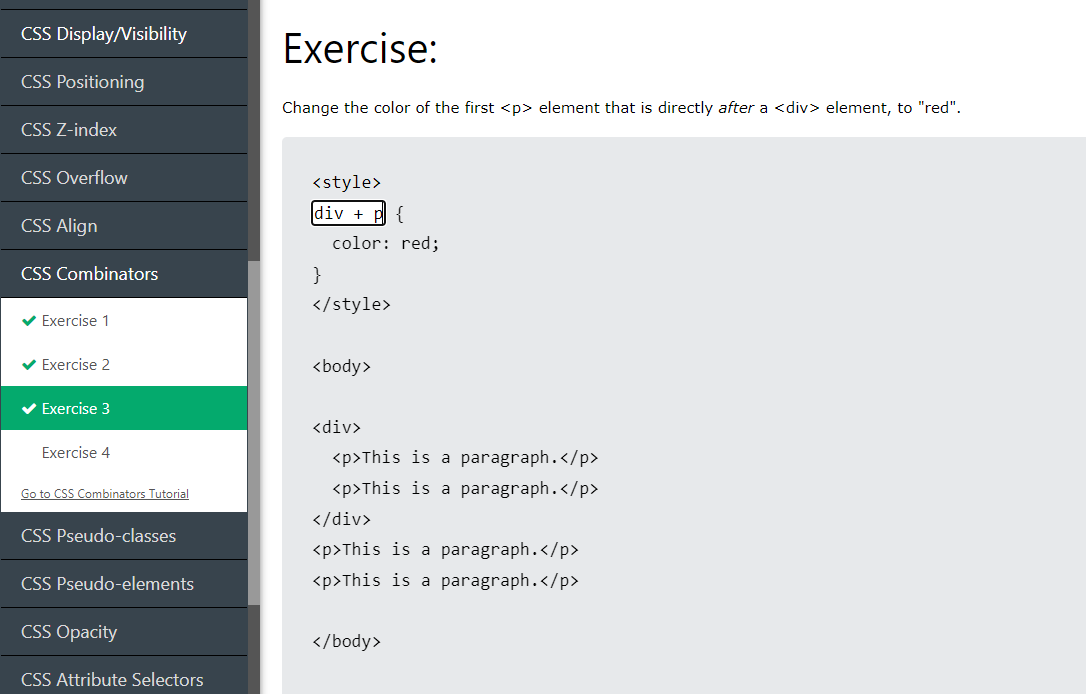 CSS Display/Visibility
CSS Positioning
CSS Z-index
CSS Overflow
CSS Align
CSS Combinators
Exercise 1
Exercise 2
Exercise 3
Exercise 4
Go to CSS Combinators Tutorial
CSS Pseudo-classes
CSS Pseudo-elements
CSS Opacity
CSS Attribute Selectors
Exercise:
Change the color of the first <p> element that is directly after a <div> element, to "red".
<style>
div + p {
  color: red;
}
</style>

<body>

<div>
  <p>This is a paragraph.</p>
  <p>This is a paragraph.</p>
</div>
<p>This is a paragraph.</p>
<p>This is a paragraph.</p>

</body>